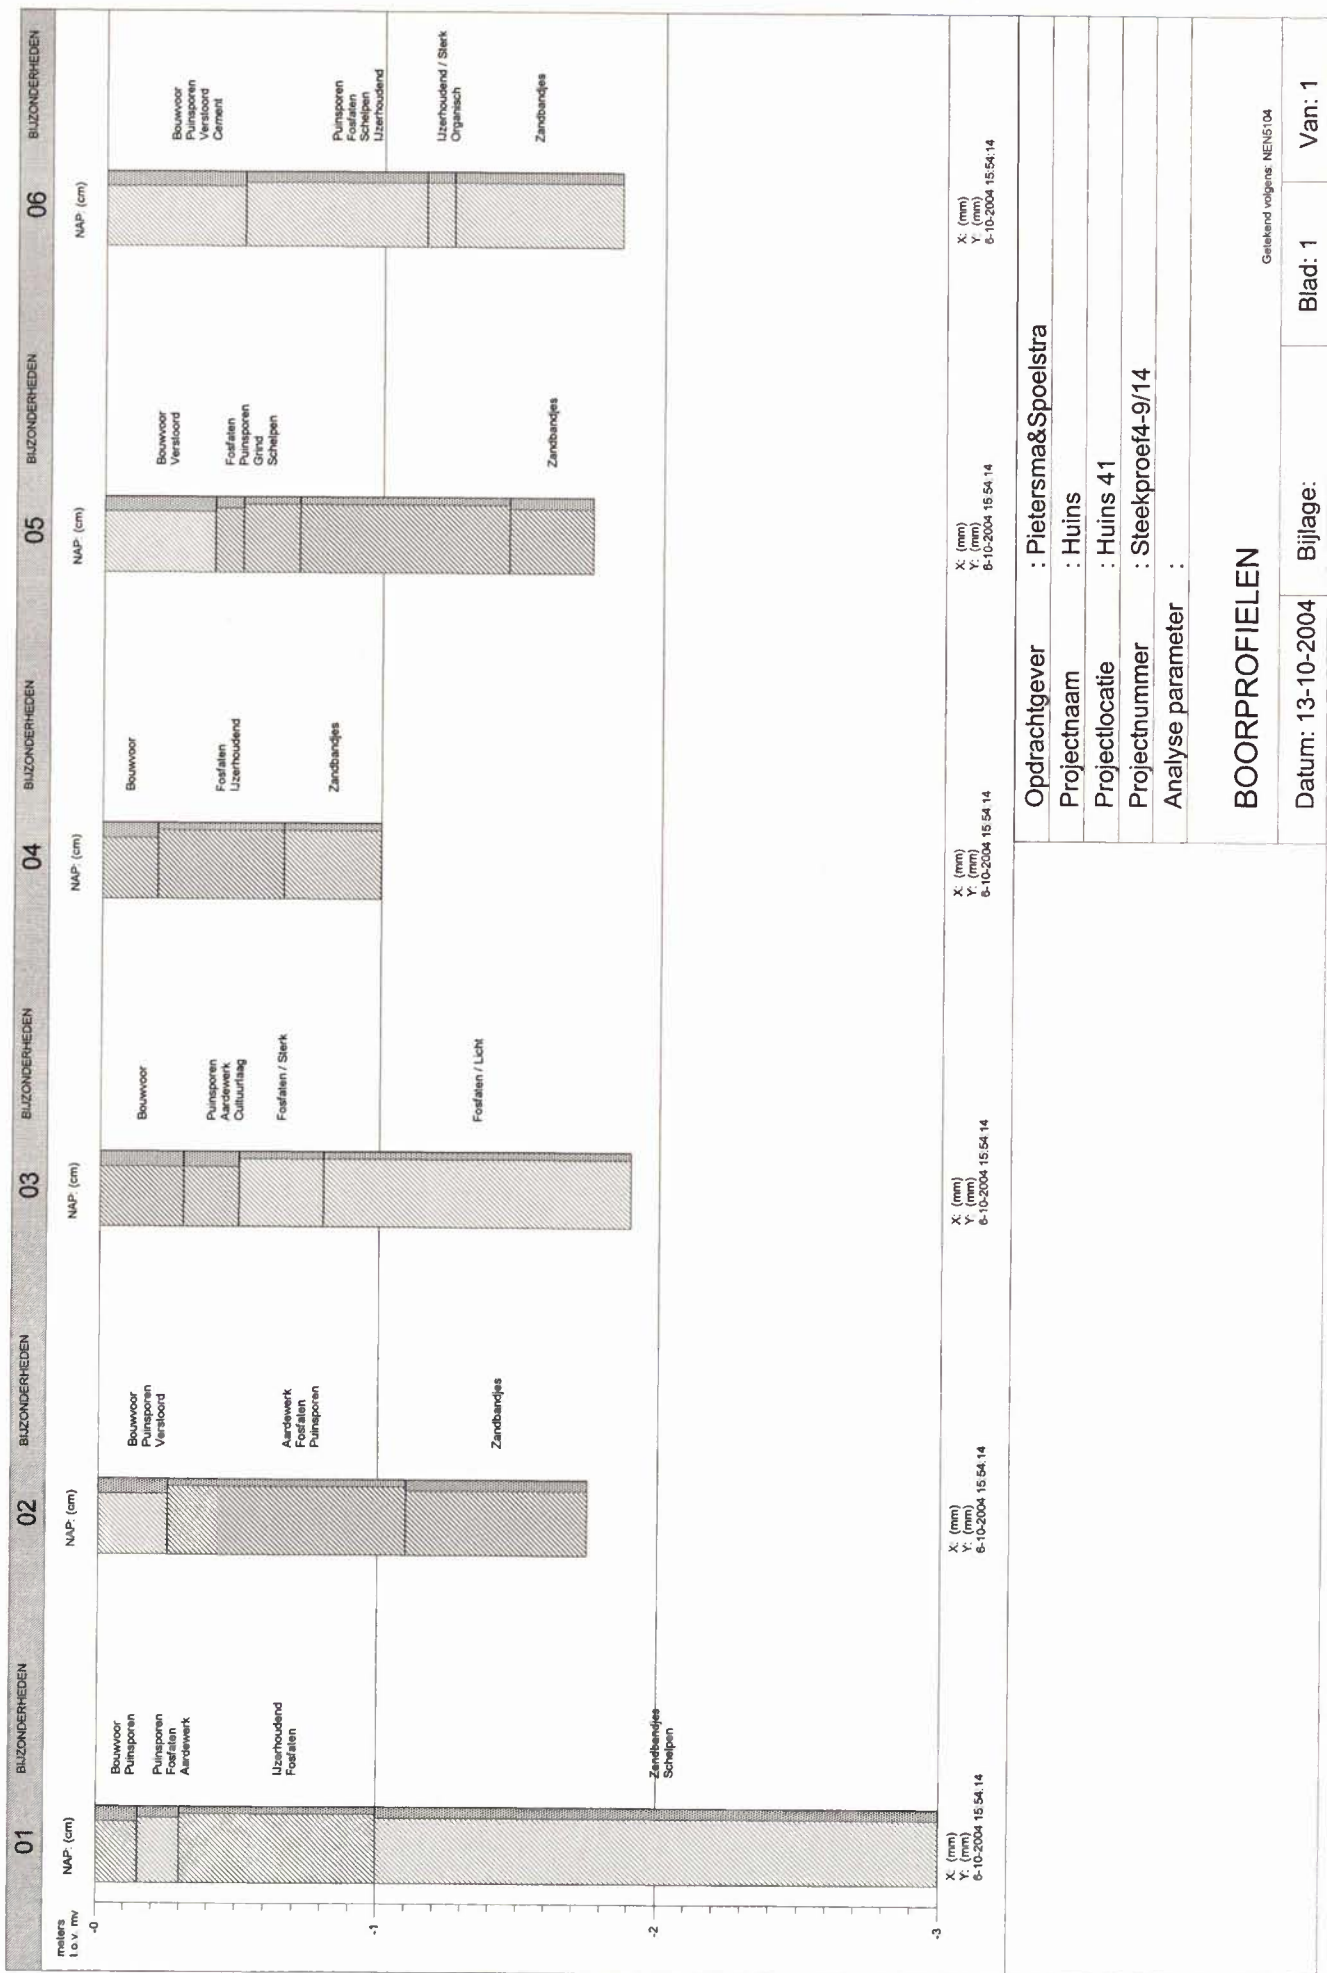 01 BIJZONDERHEDEN 02 BIJZONDERHEDEN 03 BIJZONDERHEDEN 04 BIJZONDERHEDEN 05 BIJZONDERHEDEN 06 BIJZONDERHEDEN
meters
t.o.v. mv
-0
-1
-2
-3
NAP: (cm)
Bouwvoor
Puinsporen
Puinsporen
Fosfaten
Aardewerk
IJzerhoudend
Fosfaten
Zandbandjes
Schelpen
X: (mm)
Y: (mm)
6-10-2004 15:54:14
NAP: (cm)
Bouwvoor
Puinsporen
Verstoord
Aardewerk
Fosfaten
Puinsporen
Zandbandjes
X: (mm)
Y: (mm)
6-10-2004 15:54:14
NAP: (cm)
Bouwvoor
Puinsporen
Aardewerk
Cultuurlaag
Fosfaten / Sterk
Fosfaten / Licht
X: (mm)
Y: (mm)
6-10-2004 15:54:14
NAP: (cm)
Bouwvoor
Fosfaten
IJzerhoudend
Zandbandjes
X: (mm)
Y: (mm)
6-10-2004 15:54:14
NAP: (cm)
Bouwvoor
Verstoord
Fosfaten
Puinsporen
Grind
Schelpen
Zandbandjes
X: (mm)
Y: (mm)
6-10-2004 15:54:14
NAP: (cm)
Bouwvoor
Puinsporen
Verstoord
Cement
Puinsporen
Fosfaten
Schelpen
IJzerhoudend
IJzerhoudend / Sterk
Organisch
Zandbandjes
X: (mm)
Y: (mm)
6-10-2004 15:54:14
Opdrachtgever : Pietersma&Spoelstra
Projectnaam : Huins
Projectlocatie : Huins 41
Projectnummer : Steekproef4-9/14
Analyse parameter :
BOORPROFIELEN
Getekend volgens: NEN5104
Datum: 13-10-2004 Bijlage: Blad: 1 Van: 1